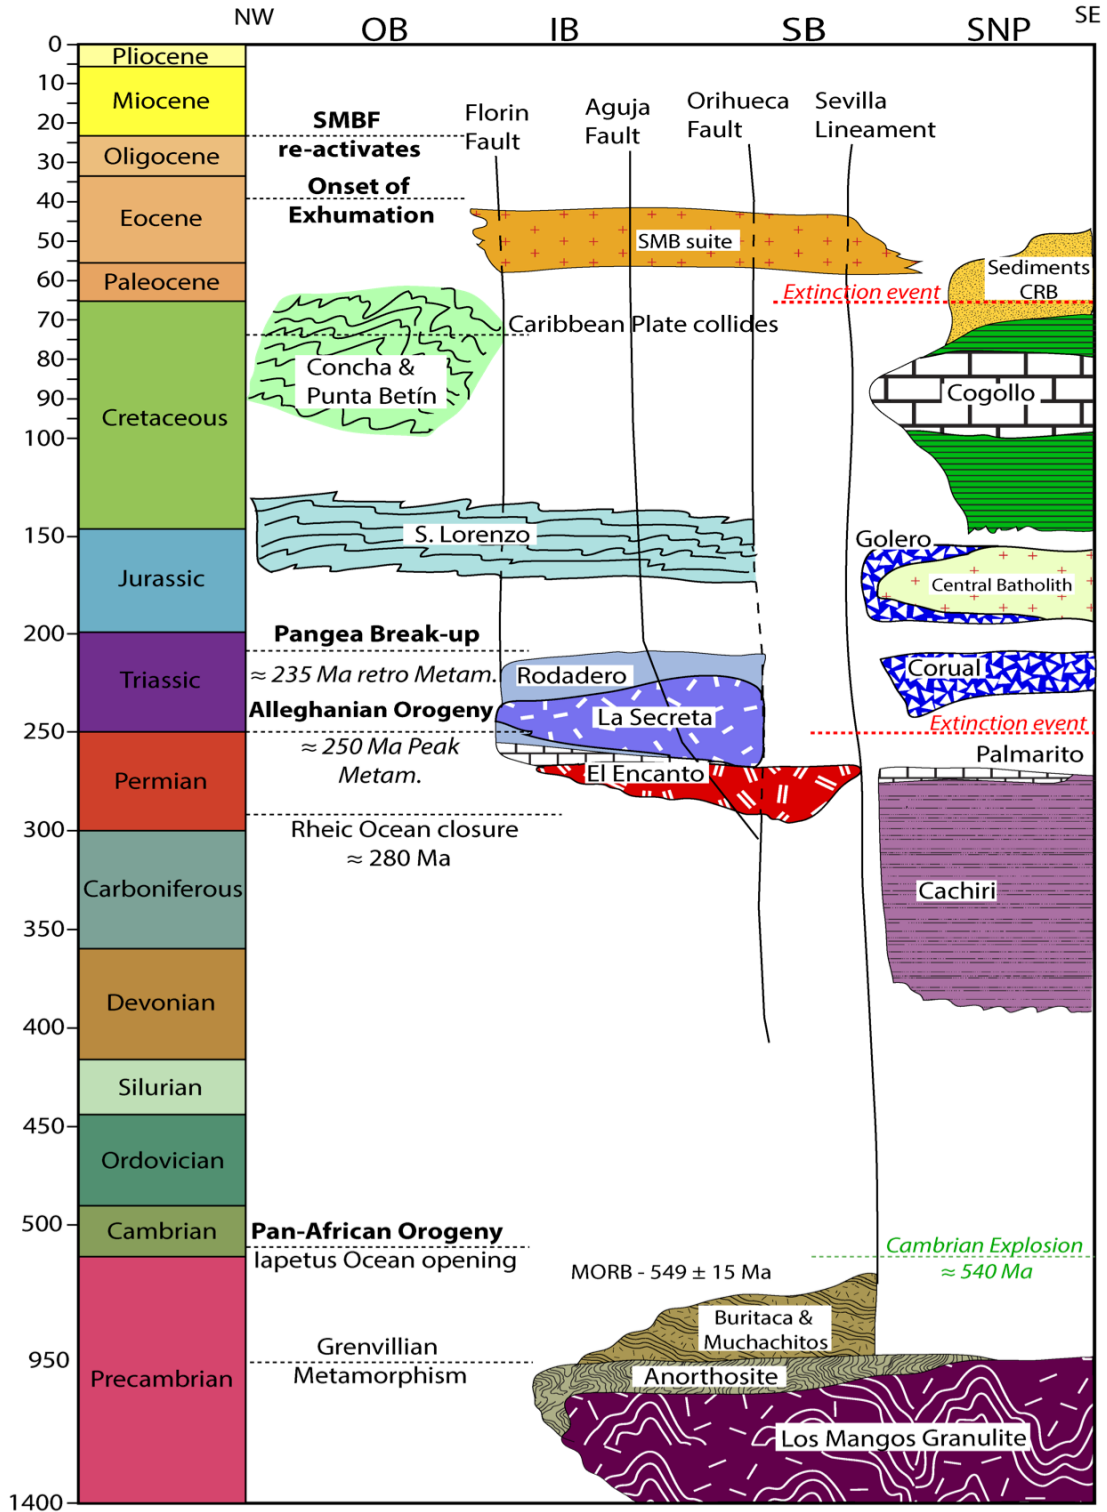 NW
SE
OB
IB
SB
SNP
0
10
20
30
40
50
60
70
80
90
100
150
200
250
300
350
400
450
500
950
1400
Pliocene
Miocene
Oligocene
Eocene
Paleocene
Cretaceous
Jurassic
Triassic
Permian
Carboniferous
Devonian
Silurian
Ordovician
Cambrian
Precambrian
SMBF
re-activates
Onset of
Exhumation
Florin
Fault
Aguja
Fault
Orihueca
Fault
Sevilla
Lineament
SMB suite
Sediments
CRB
Extinction event
Caribbean Plate collides
Concha &
Punta Betín
Cogollo
S. Lorenzo
Golero
Central Batholith
Pangea Break-up
≈ 235 Ma retro Metam.
Rodadero
Corual
Alleghanian Orogeny
La Secreta
Extinction event
≈ 250 Ma Peak
Metam.
El Encanto
Palmarito
Rheic Ocean closure
≈ 280 Ma
Cachiri
Pan-African Orogeny
Iapetus Ocean opening
Cambrian Explosion
≈ 540 Ma
MORB - 549 ± 15 Ma
Buritaca &
Muchachitos
Grenvillian
Metamorphism
Anorthosite
Los Mangos Granulite